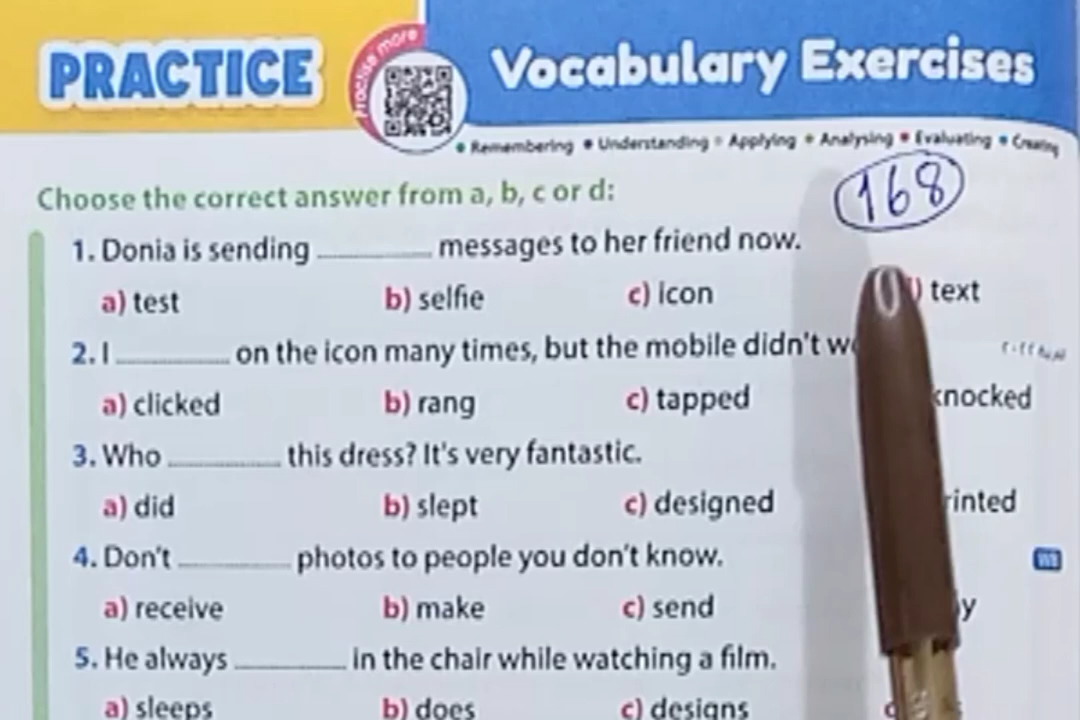 PRACTICE
Practise more
Vocabulary Exercises
• Remembering • Understanding • Applying • Analysing • Evaluating • Creating
Choose the correct answer from a, b, c or d:
168
1. Donia is sending ________ messages to her friend now.
a) test b) selfie c) icon ) text
2. I ________ on the icon many times, but the mobile didn't
a) clicked b) rang c) tapped knocked
3. Who ________ this dress? It's very fantastic.
a) did b) slept c) designed rinted
4. Don't ________ photos to people you don't know.
WB
a) receive b) make c) send y
5. He always ________ in the chair while watching a film.
a) sleeps b) does c) designs